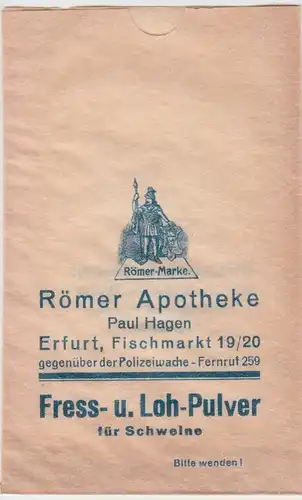 Römer-Marke.
Römer Apotheke
Paul Hagen
Erfurt, Fischmarkt 19/20
gegenüber der Polizeiwache - Fernruf 259
Fress- u. Loh-Pulver
für Schweine
Bitte wenden!